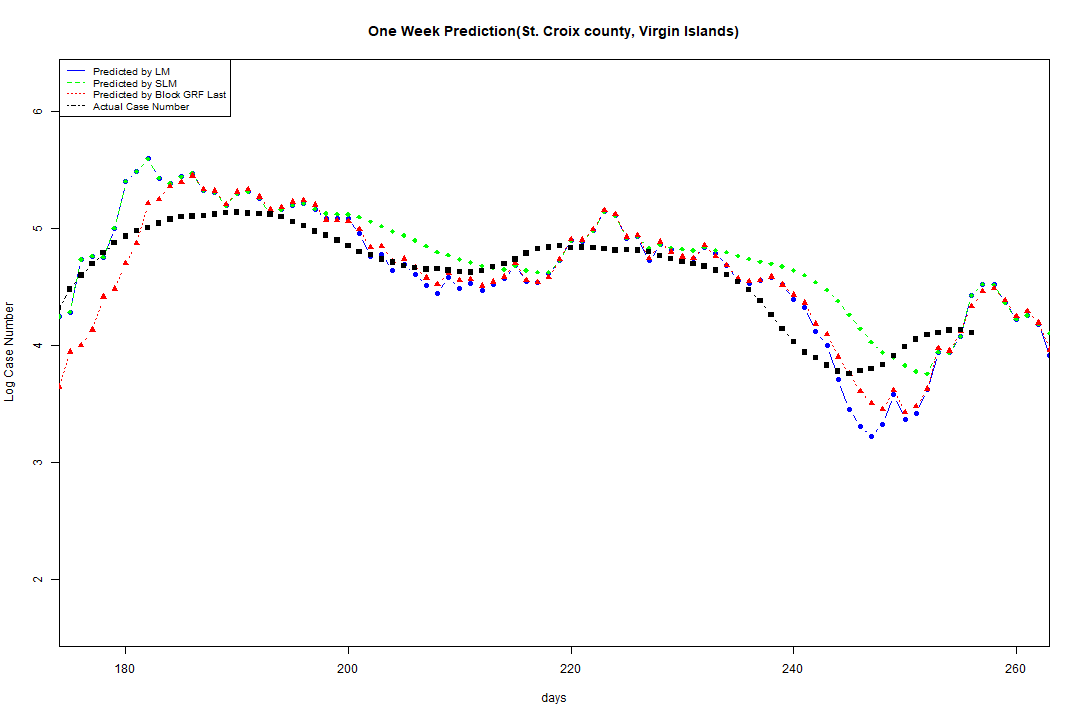 One Week Prediction(St. Croix county, Virgin Islands)
Predicted by LM
Predicted by SLM
Predicted by Block GRF Last
Actual Case Number
6
5
4
3
2
Log Case Number
180 200 220 240 260
days